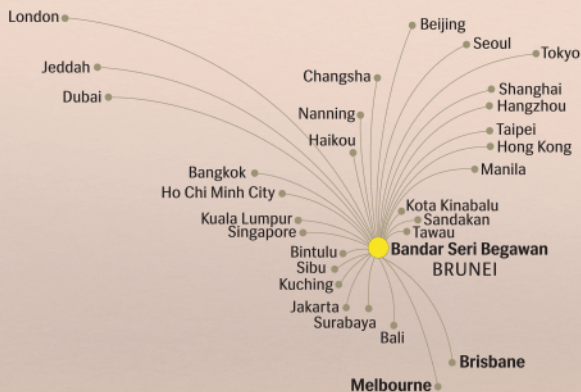 London
Beijing
Seoul
Tokyo
Jeddah
Changsha
Dubai
Shanghai
Hangzhou
Nanning
Taipei
Haikou
Hong Kong
Manila
Bangkok
Ho Chi Minh City
Kota Kinabalu
Kuala Lumpur
Sandakan
Singapore
Tawau
Bandar Seri Begawan
BRUNEI
Bintulu
Sibu
Kuching
Jakarta
Surabaya
Bali
Brisbane
Melbourne